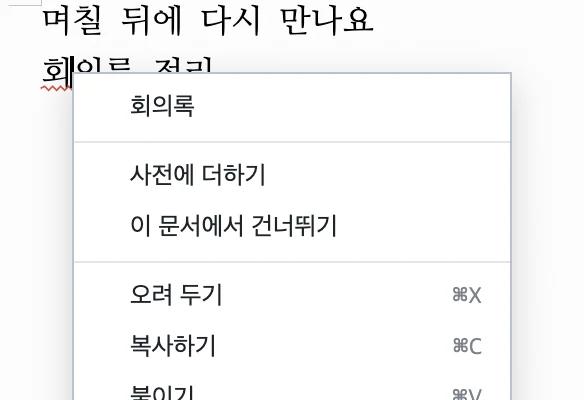 며칠 뒤에 다시 만나요
정리
회의록
사전에 더하기
이 문서에서 건너뛰기
오려 두기 ⌘X
복사하기 ⌘C
붙이기 ⌘V